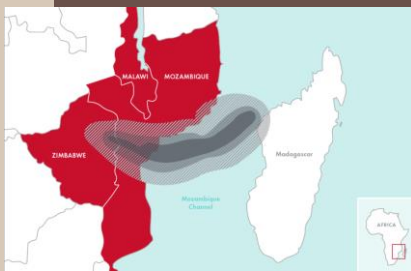 MALAWI
MOZAMBIQUE
ZIMBABWE
Madagascar
Mozambique
Channel
AFRICA